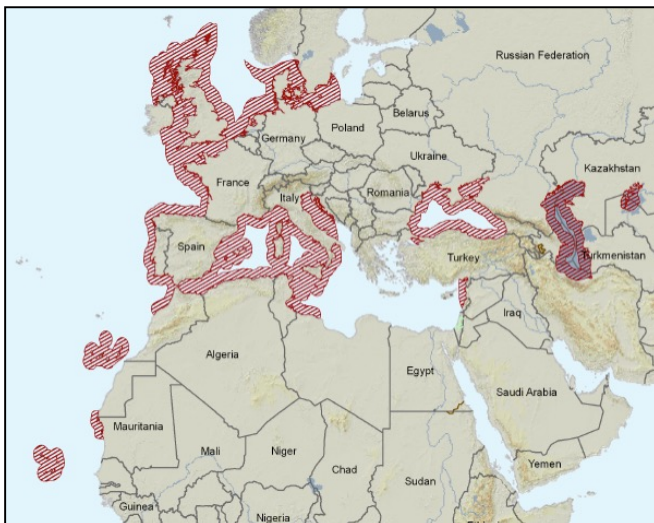 Russian Federation
Belarus
Poland
Germany
Kazakhstan
Ukraine
France
Romania
Italy
Spain
Turkey
Turkmenistan
Iraq
Algeria
Egypt
Saudi Arabia
Mauritania
Mali
Niger
Chad
Sudan
Yemen
Guinea
Nigeria